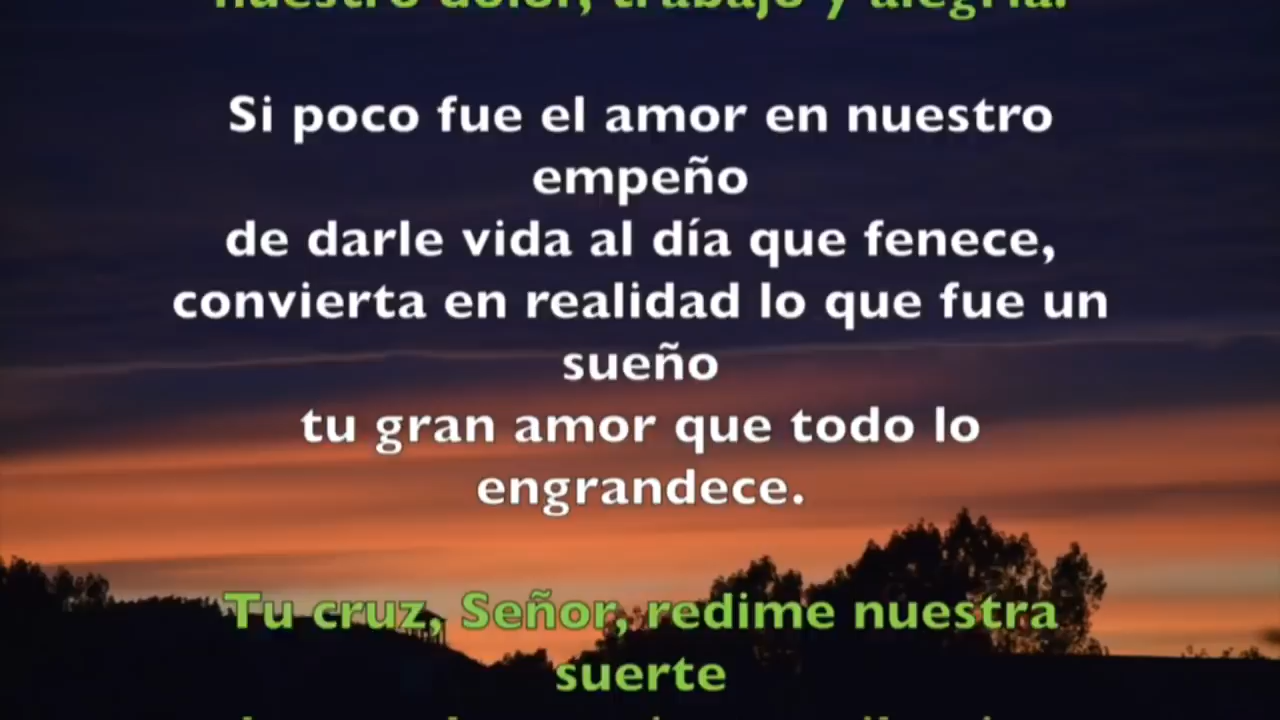 nuestro dolor, trabajo y alegría.
Si poco fue el amor en nuestro
empeño
de darle vida al día que fenece,
convierta en realidad lo que fue un
sueño
tu gran amor que todo lo
engrandece.
Tu cruz, Señor, redime nuestra
suerte